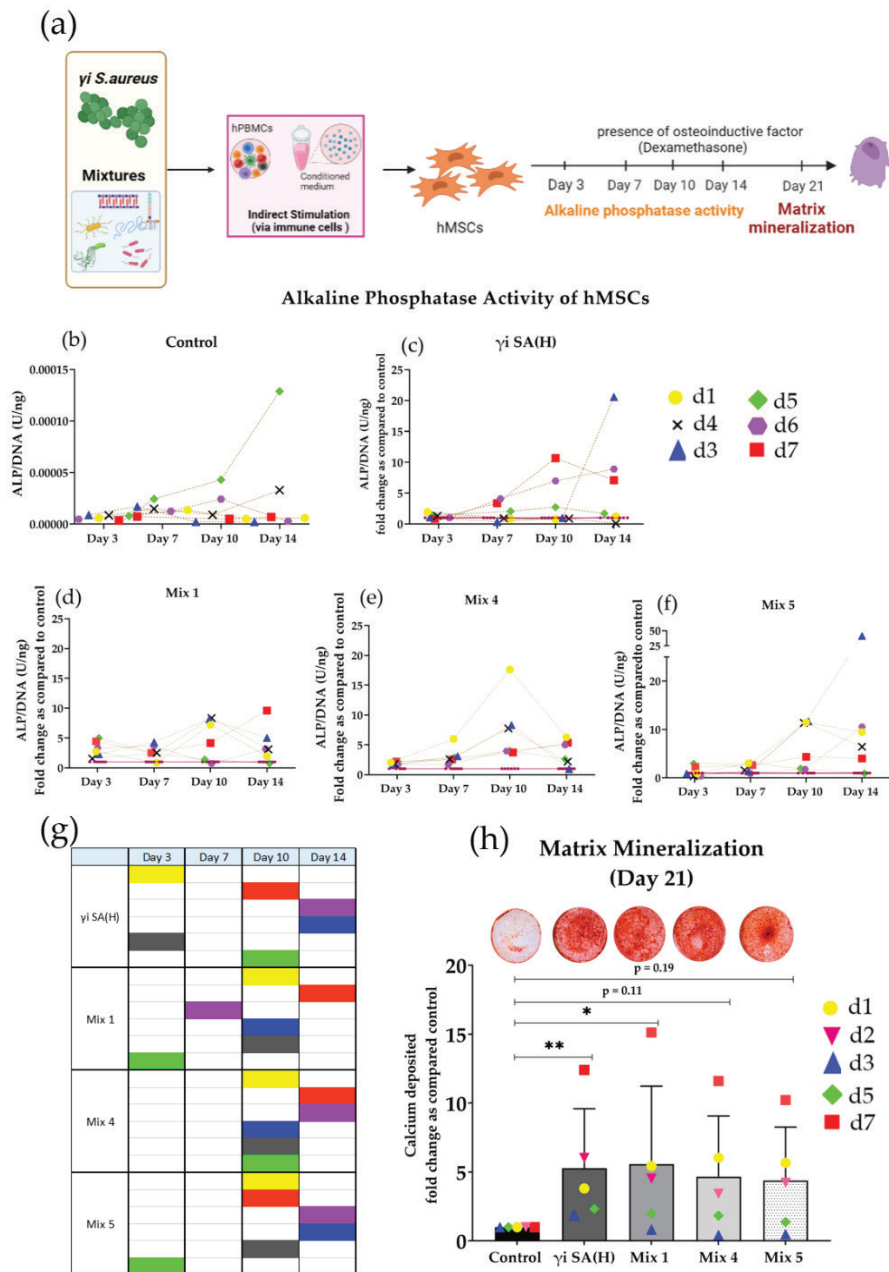 (a)
γi S.aureus
Mixtures
hPBMCs
Conditioned
medium
Indirect Stimulation
(via immune cells )
hMSCs
presence of osteoinductive factor
(Dexamethasone)
Day 3 Day 7 Day 10 Day 14 Day 21
Alkaline phosphatase activity
Matrix
mineralization
Alkaline Phosphatase Activity of hMSCs
(b) Control
ALP/DNA (U/ng)
0.00015
0.00010
0.00005
0.00000
Day 3 Day 7 Day 10 Day 14
(c) γi SA(H)
ALP/DNA (U/ng)
fold change as compared to control
25
20
15
10
5
0
Day 3 Day 7 Day 10 Day 14
d1 d5
d4 d6
d3 d7
(d) Mix 1
ALP/DNA (U/ng)
Fold change as compared to control
25
20
15
10
5
0
Day 3 Day 7 Day 10 Day 14
(e) Mix 4
ALP/DNA (U/ng)
Fold change as compared to control
25
20
15
10
5
0
Day 3 Day 7 Day 10 Day 14
(f) Mix 5
ALP/DNA (U/ng)
Fold change as comparedto control
50
25
20
10
0
Day 3 Day 7 Day 10 Day 14
(g)
Day 3 Day 7 Day 10 Day 14
γi SA(H)
Mix 1
Mix 4
Mix 5
(h) Matrix Mineralization
(Day 21)
Calcium deposited
fold change as compared control
20
15
10
5
0
p = 0.19
p = 0.11
*
**
Control γi SA(H) Mix 1 Mix 4 Mix 5
d1
d2
d3
d5
d7